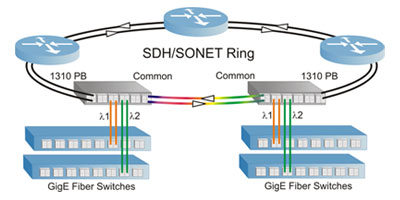 SDH/SONET Ring
1310 PB
Common
Common
1310 PB
λ1
λ2
λ1
λ2
GigE Fiber Switches
GigE Fiber Switches